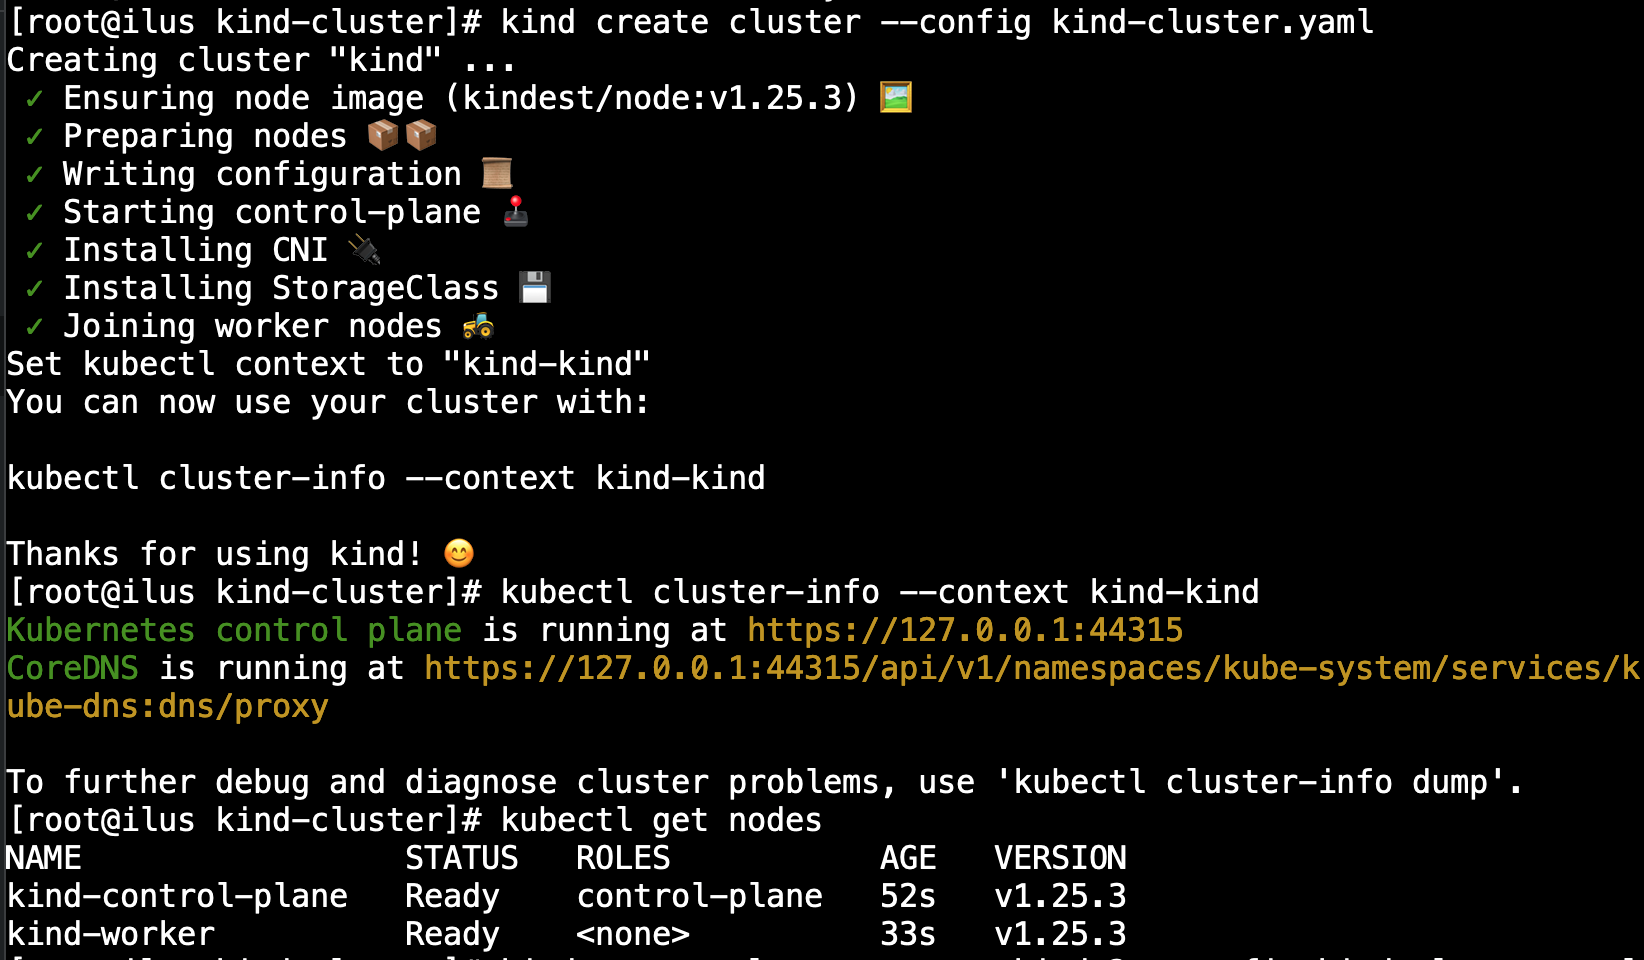 [root@ilus kind-cluster]# kind create cluster --config kind-cluster.yaml
Creating cluster "kind" ...
✓ Ensuring node image (kindest/node:v1.25.3) 🖼
✓ Preparing nodes 📦 📦
✓ Writing configuration 📜
✓ Starting control-plane 🕹
✓ Installing CNI 🔌
✓ Installing StorageClass 💾
✓ Joining worker nodes 🚜
Set kubectl context to "kind-kind"
You can now use your cluster with:
kubectl cluster-info --context kind-kind
Thanks for using kind! 😊
[root@ilus kind-cluster]# kubectl cluster-info --context kind-kind
Kubernetes control plane is running at https://127.0.0.1:44315
CoreDNS is running at https://127.0.0.1:44315/api/v1/namespaces/kube-system/services/k
ube-dns:dns/proxy
To further debug and diagnose cluster problems, use 'kubectl cluster-info dump'.
[root@ilus kind-cluster]# kubectl get nodes
NAME STATUS ROLES AGE VERSION
kind-control-plane Ready control-plane 52s v1.25.3
kind-worker Ready <none> 33s v1.25.3